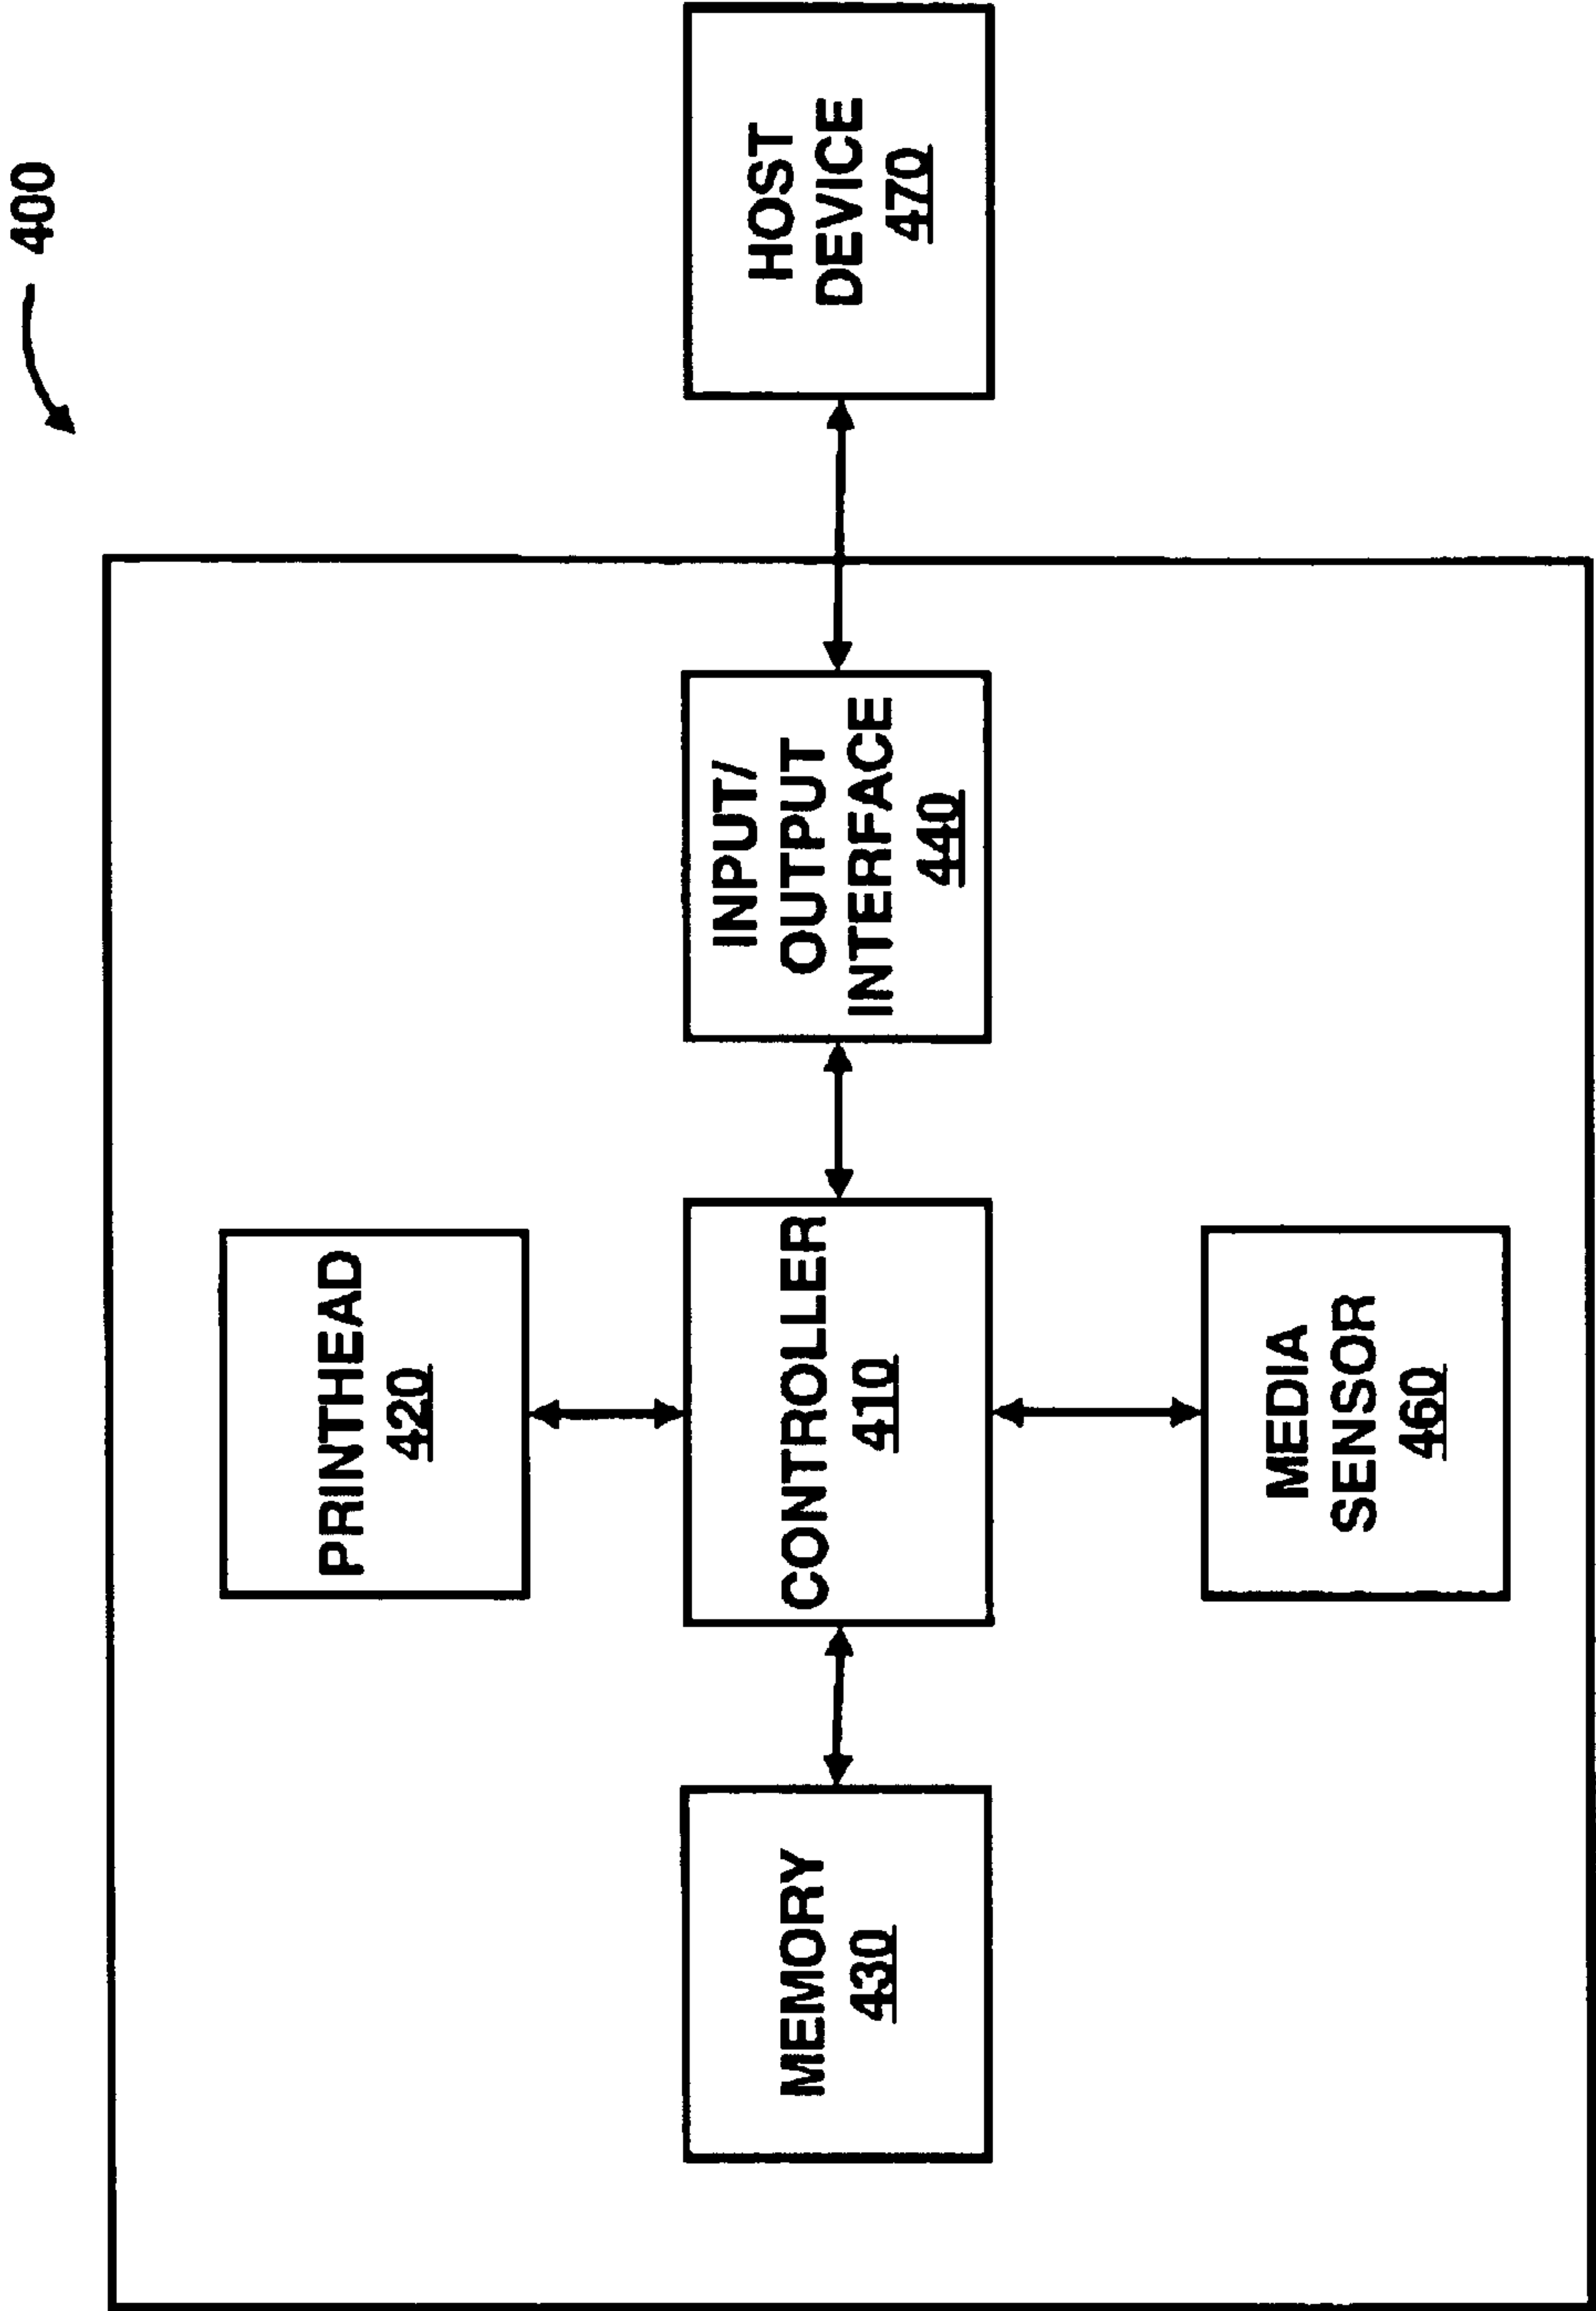 400
PRINTHEAD
420
MEMORY
430
CONTROLLER
410
INPUT/
OUTPUT
INTERFACE
440
HOST
DEVICE
470
MEDIA
SENSOR
460